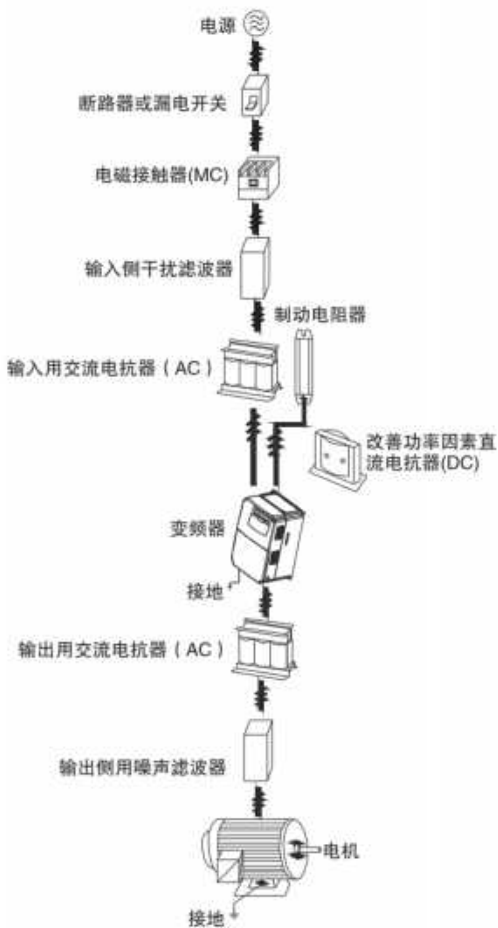 电源
断路器或漏电开关
电磁接触器(MC)
输入侧干扰滤波器
制动电阻器
输入用交流电抗器（AC）
改善功率因素直
流电抗器(DC)
变频器
接地
输出用交流电抗器（AC）
输出侧用噪声滤波器
电机
接地